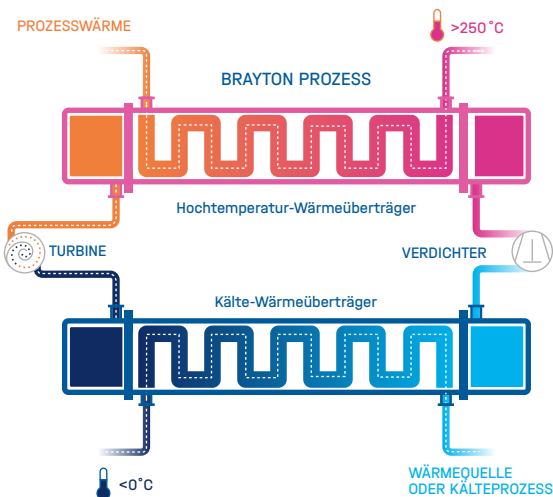 PROZESSWÄRME
>250˚C
BRAYTON PROZESS
Hochtemperatur-Wärmeüberträger
TURBINE
VERDICHTER
Kälte-Wärmeüberträger
<0˚C
WÄRMEQUELLE
ODER KÄLTEPROZESS